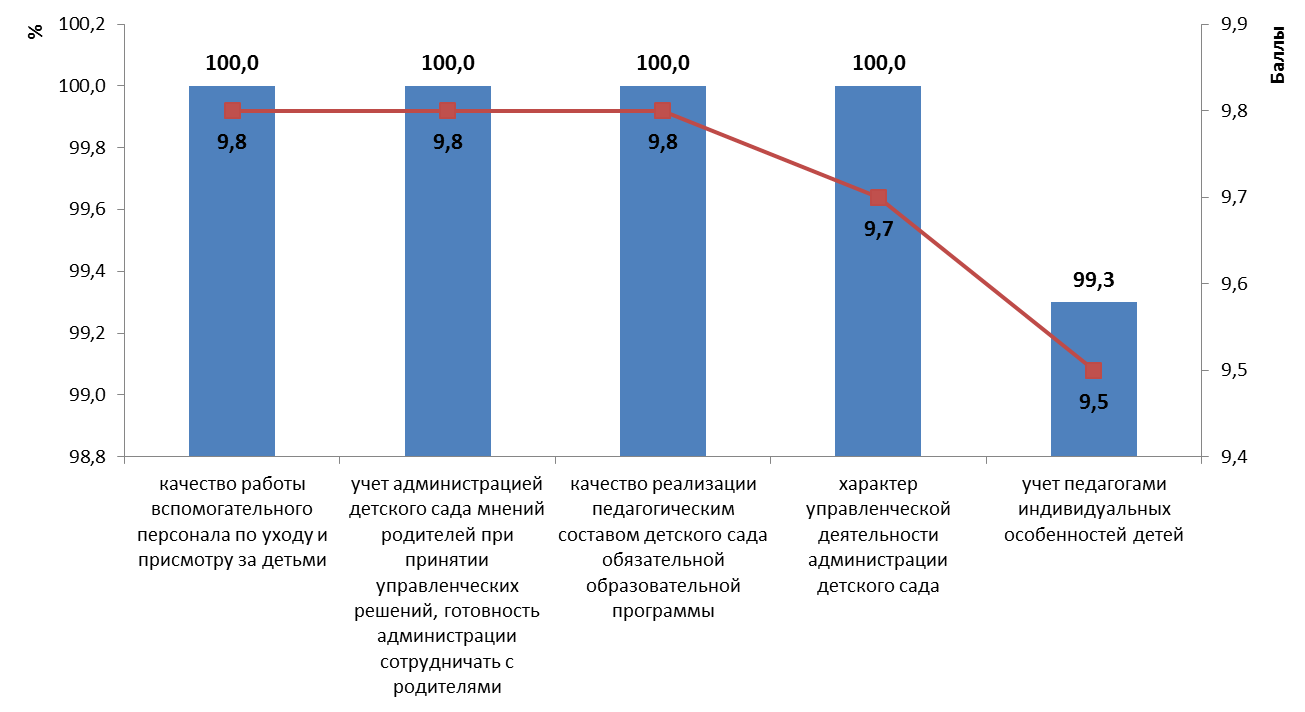 %
100,2
100,0
99,8
99,6
99,4
99,2
99,0
98,8
100,0
100,0
100,0
100,0
99,3
9,8
9,8
9,8
9,7
9,5
9,9
9,8
9,7
9,6
9,5
9,4
Баллы
качество работы
вспомогательного
персонала по уходу и
присмотру за детьми
учет администрацией
детского сада мнений
родителей при
принятии
управленческих
решений, готовность
администрации
сотрудничать с
родителями
качество реализации
педагогическим
составом детского сада
обязательной
образовательной
программы
характер
управленческой
деятельности
администрации
детского сада
учет педагогами
индивидуальных
особенностей детей